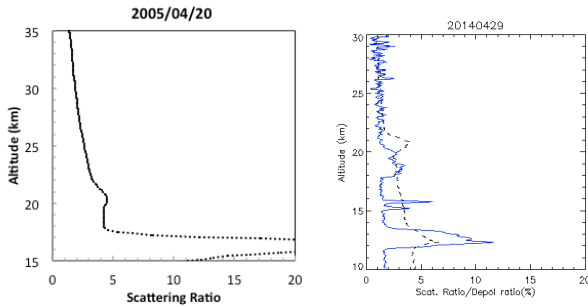 2005/04/20
35
30
25
20
15
0 5 10 15 20
Altitude (km)
Scattering Ratio
20140429
30
25
20
15
10
0 5 10 15 20
Altitude (km)
Scat. Ratio/Depol ratio(%)